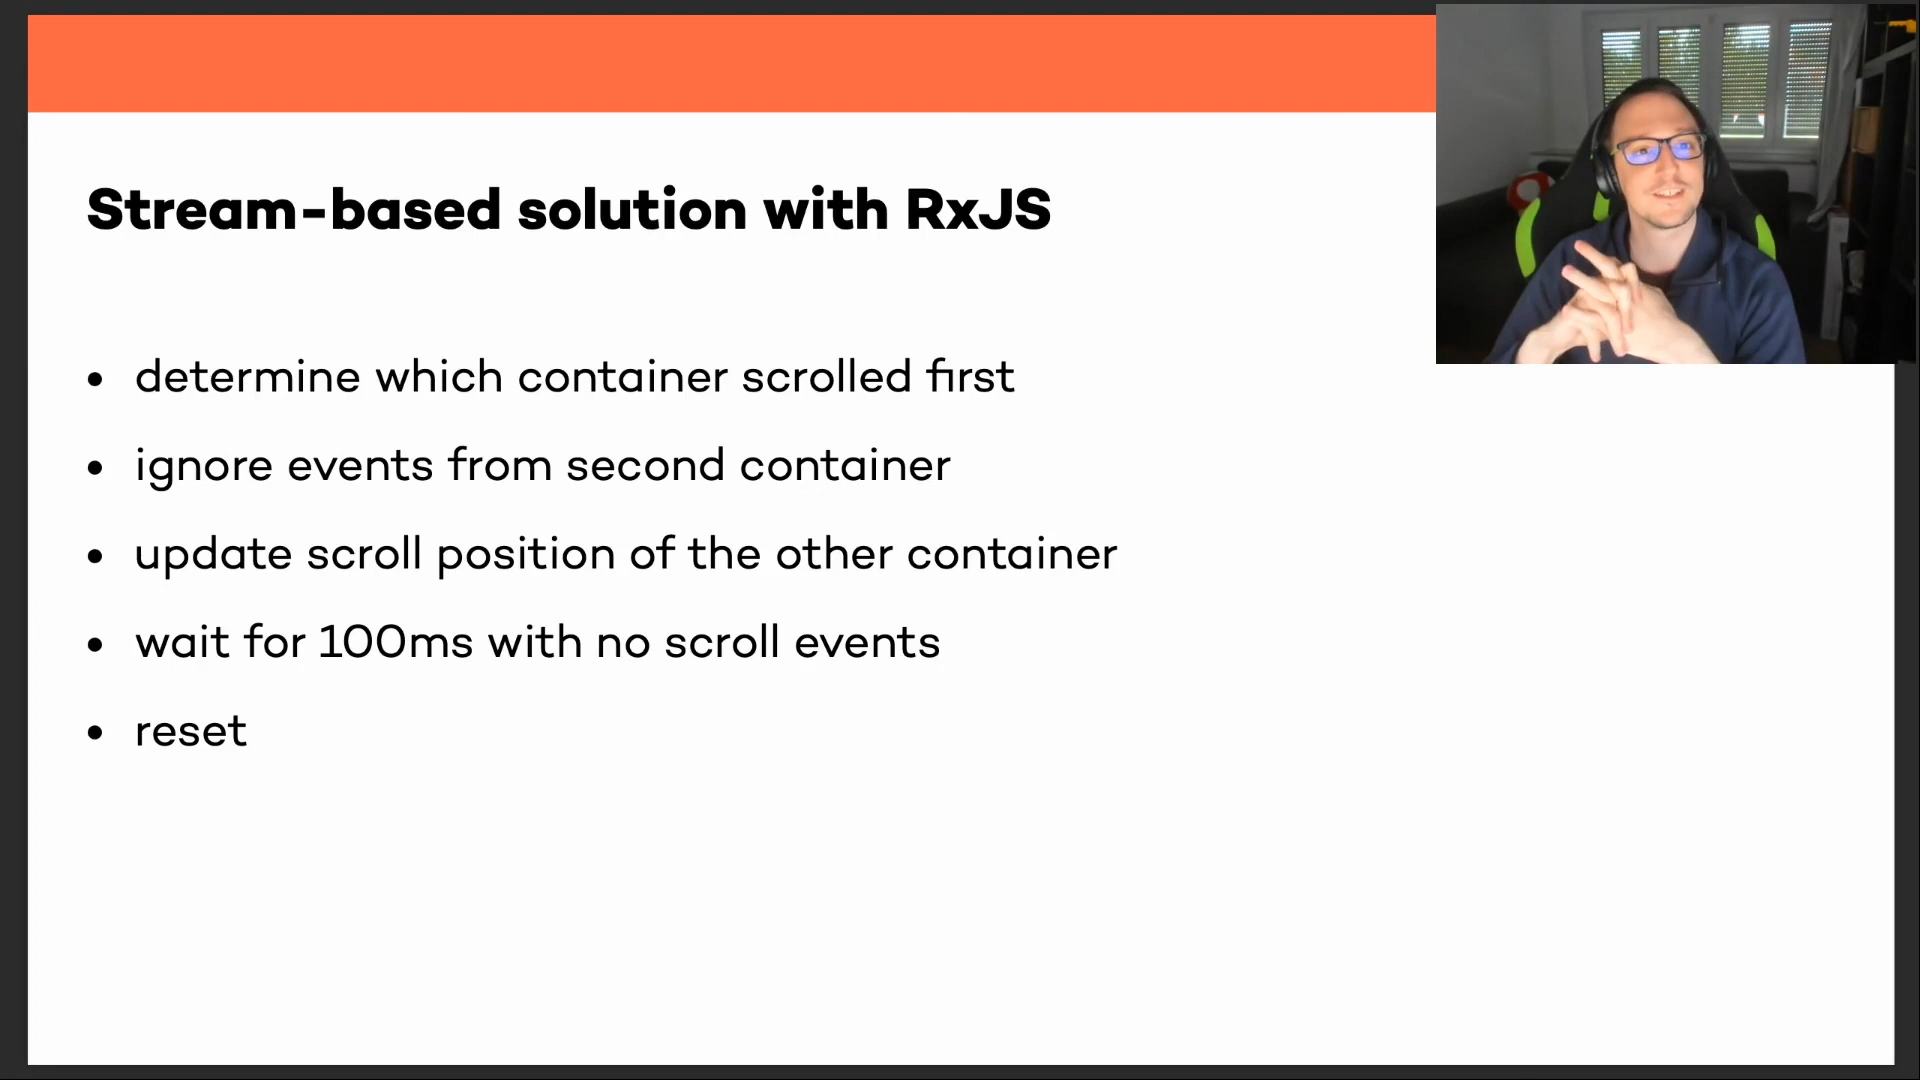 Stream-based solution with RxJS
• determine which container scrolled first
• ignore events from second container
• update scroll position of the other container
• wait for 100ms with no scroll events
• reset